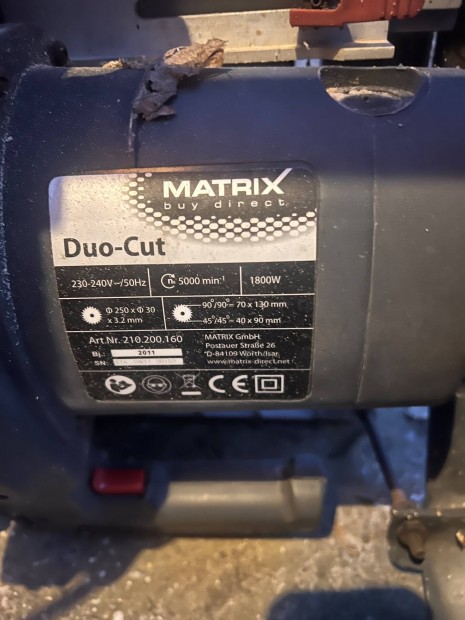 MATRIX
buy direct
Duo-Cut
230-240V~/50Hz
n₀ 5000 min⁻¹
1800W
Φ 250 x Φ 30
x 3.2 mm
90°/90°– 70 x 130 mm
45°/45°– 40 x 90 mm
Art.Nr. 210.200.160
Bj.: 2011
SN:
MATRIX GmbH
Postauer Straße 26
D-84109 Wörth/Isar
www.matrix-direct.net
CE